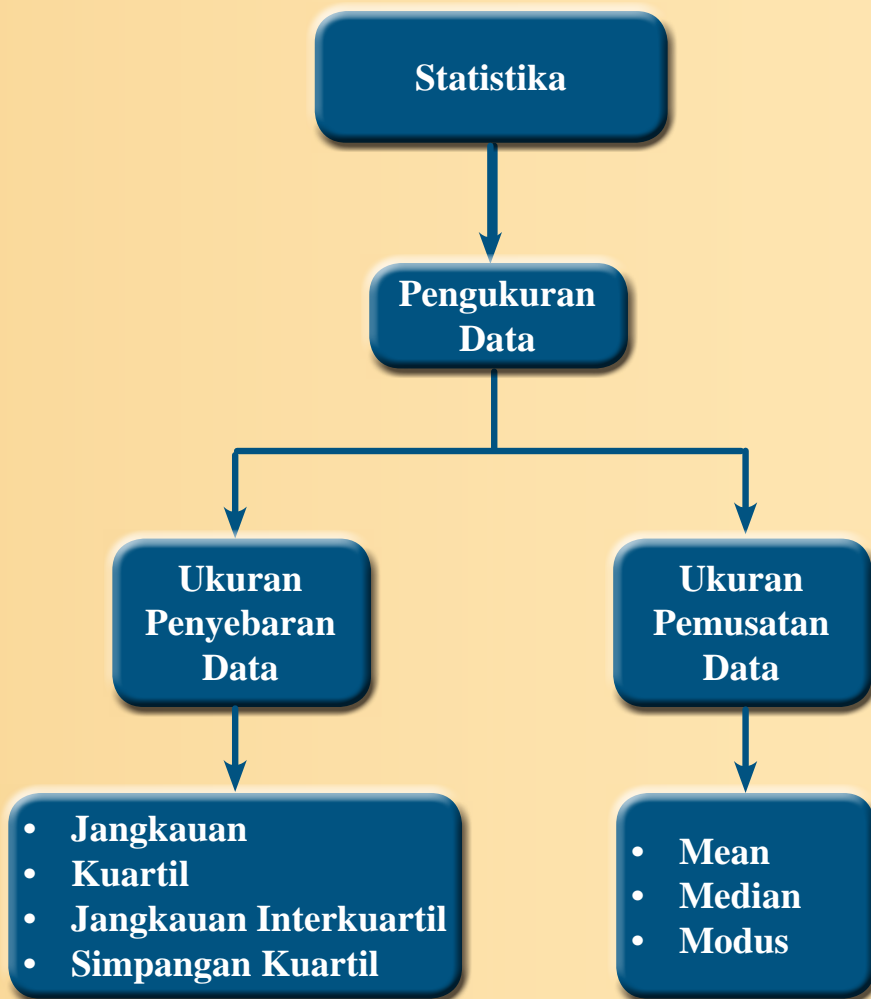 Statistika
Pengukuran
Data
Ukuran
Penyebaran
Data
Ukuran
Pemusatan
Data
• Jangkauan
• Kuartil
• Jangkauan Interkuartil
• Simpangan Kuartil
• Mean
• Median
• Modus